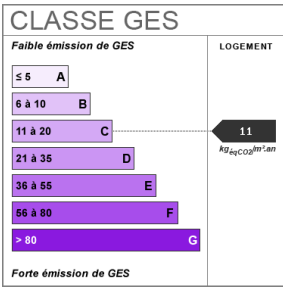 CLASSE GES
Faible émission de GES
LOGEMENT
≤ 5 A
6 à 10 B
11 à 20 C
11
kgéqCO2/m².an
21 à 35 D
36 à 55 E
56 à 80 F
> 80 G
Forte émission de GES